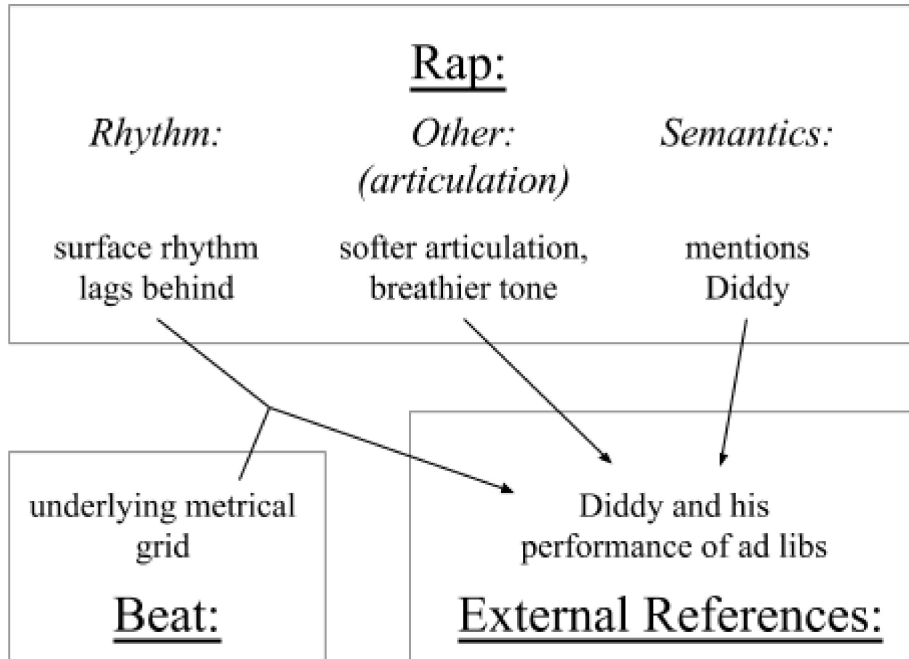 Rap:
Rhythm:
Other:
(articulation)
Semantics:
surface rhythm
lags behind
softer articulation,
breathier tone
mentions
Diddy
underlying metrical
grid
Beat:
Diddy and his
performance of ad libs
External References: